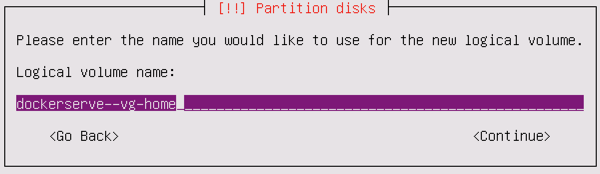 [!!] Partition disks
Please enter the name you would like to use for the new logical volume.
Logical volume name:
dockerserve--vg-home
<Go Back> <Continue>